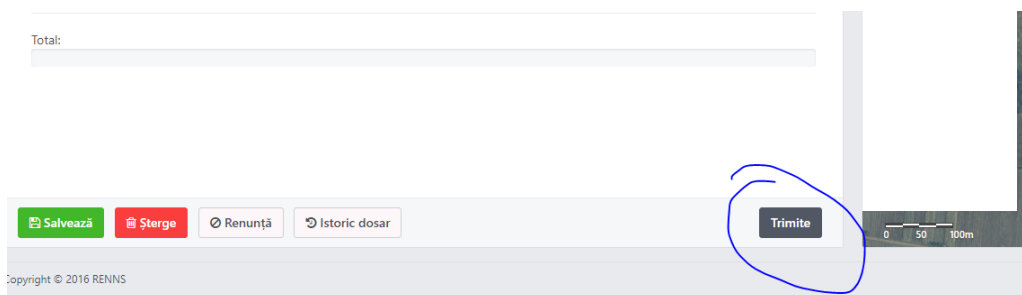 Total:
Salvează Șterge Renunță Istoric dosar Trimite
0 50 100m
Copyright © 2016 RENNS